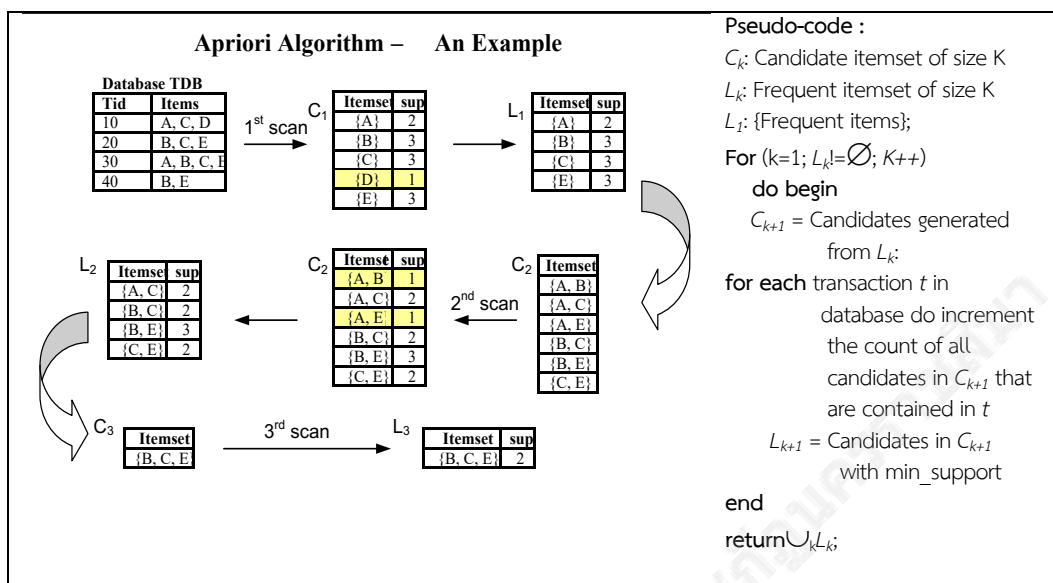 Apriori Algorithm – An Example
Database TDB
Tid Items
10 A, C, D
20 B, C, E
30 A, B, C, E
40 B, E
1st scan
C1
Itemset sup
{A} 2
{B} 3
{C} 3
{D} 1
{E} 3
L1
Itemset sup
{A} 2
{B} 3
{C} 3
{E} 3
C2
Itemset
{A, B}
{A, C}
{A, E}
{B, C}
{B, E}
{C, E}
2nd scan
C2
Itemset sup
{A, B 1
{A, C} 2
{A, E} 1
{B, C} 2
{B, E} 3
{C, E} 2
L2
Itemset sup
{A, C} 2
{B, C} 2
{B, E} 3
{C, E} 2
C3
Itemset
{B, C, E}
3rd scan
L3
Itemset sup
{B, C, E} 2
Pseudo-code :
Ck: Candidate itemset of size K
Lk: Frequent itemset of size K
L1: {Frequent items};
For (k=1; Lk!=∅; K++)
do begin
Ck+1 = Candidates generated
from Lk:
for each transaction t in
database do increment
the count of all
candidates in Ck+1 that
are contained in t
Lk+1 = Candidates in Ck+1
with min_support
end
return∪kLk;